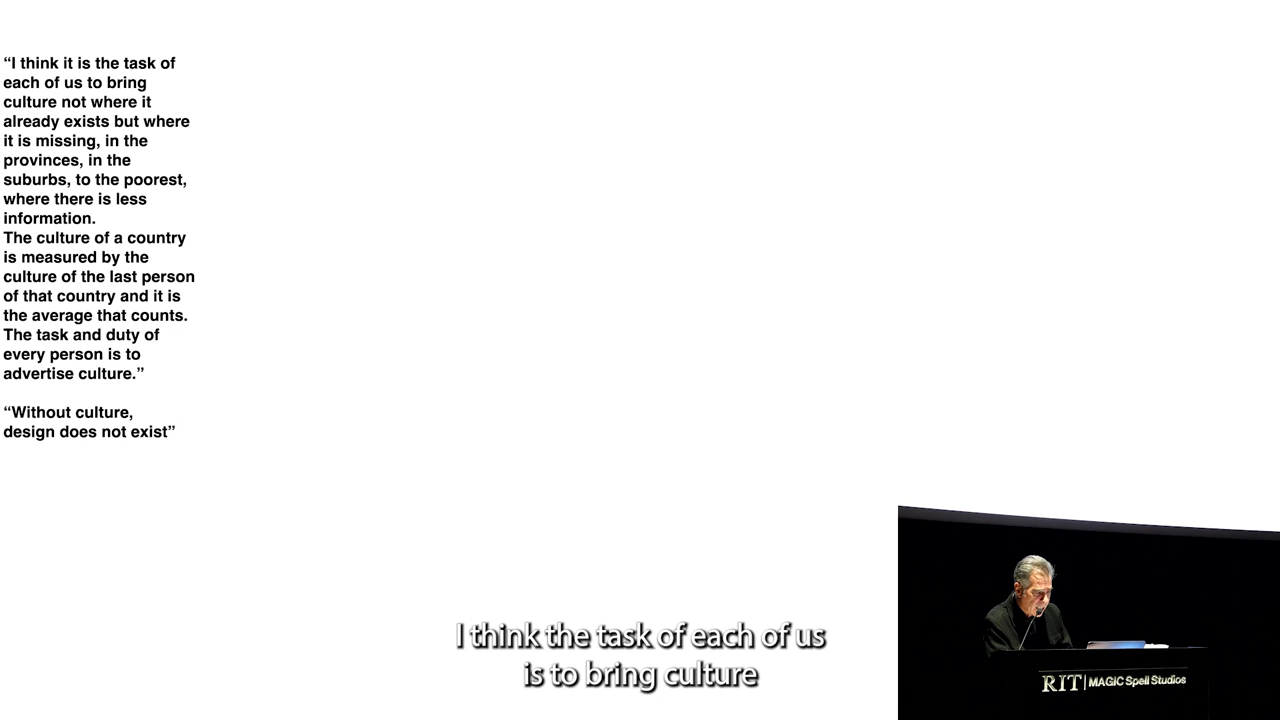 “I think it is the task of
each of us to bring
culture not where it
already exists but where
it is missing, in the
provinces, in the
suburbs, to the poorest,
where there is less
information.
The culture of a country
is measured by the
culture of the last person
of that country and it is
the average that counts.
The task and duty of
every person is to
advertise culture.”
“Without culture,
design does not exist”
I think the task of each of us
is to bring culture
RIT | MAGIC Spell Studios